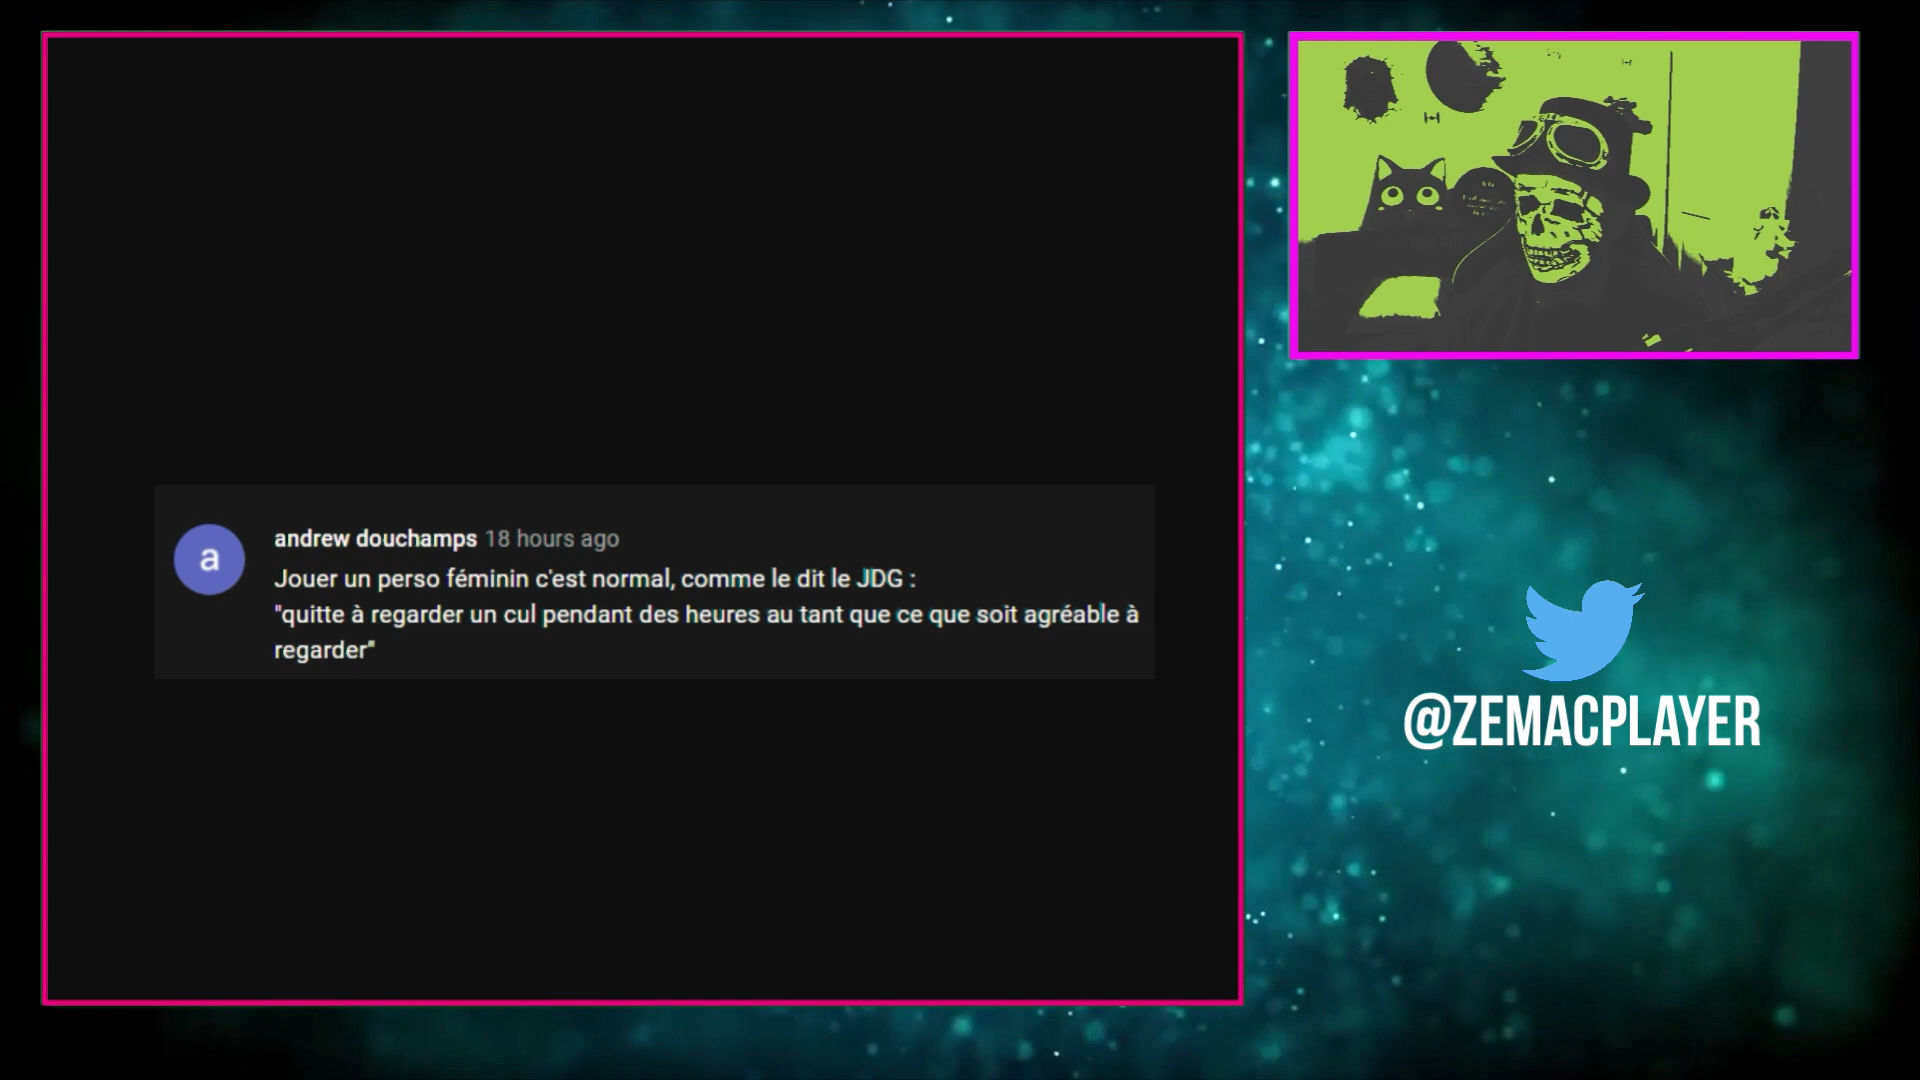 a
andrew douchamps 18 hours ago
Jouer un perso féminin c'est normal, comme le dit le JDG :
"quitte à regarder un cul pendant des heures au tant que ce que soit agréable à
regarder"
@ZEMACPLAYER